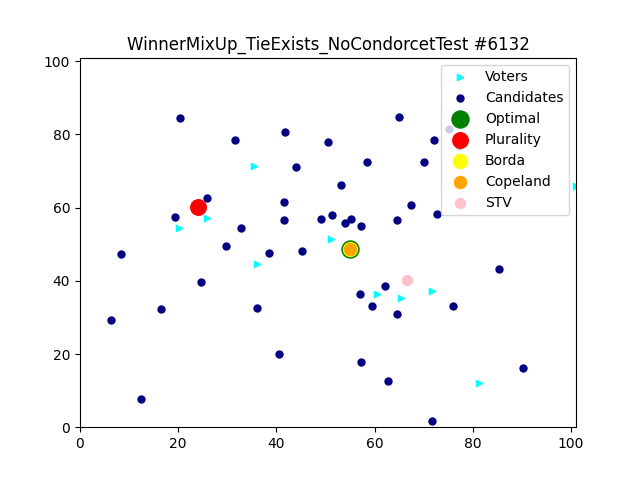 WinnerMixUp_TieExists_NoCondorcetTest #6132
100
80
60
40
20
0
0 20 40 60 80 100
Voters
Candidates
Optimal
Plurality
Borda
Copeland
STV